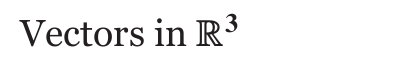 Vectors in ℝ³